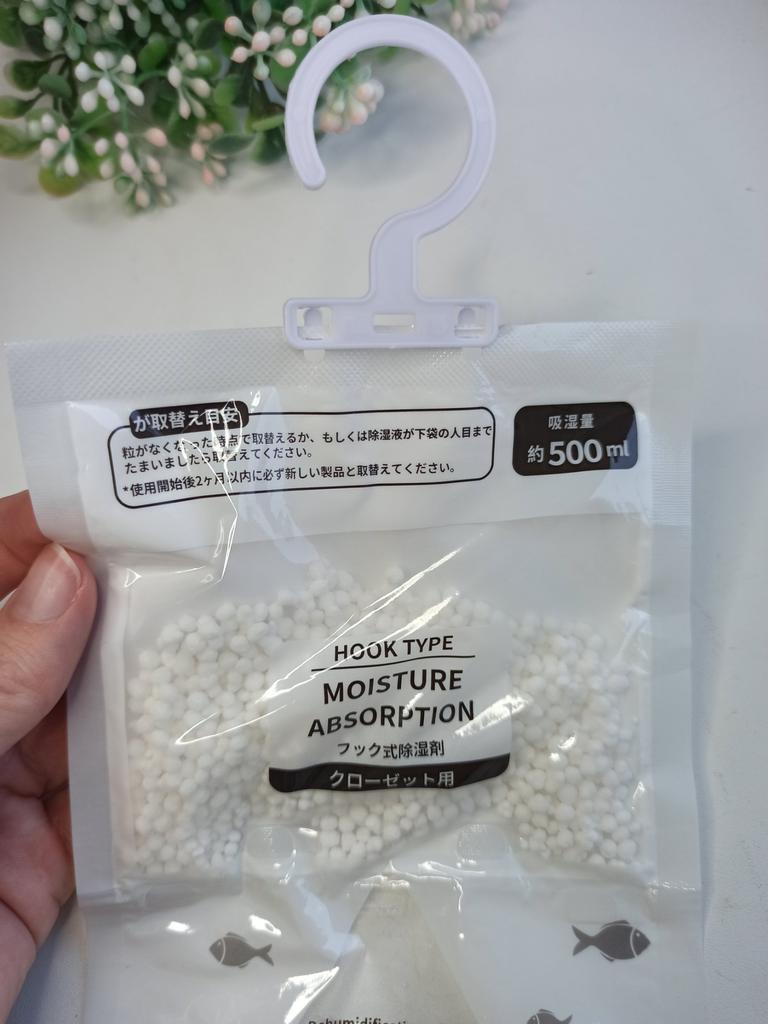 が取替え目安
粒がなくなった時点で取替えるか、もしくは除湿液が下袋の人目まで
たまいましたら取替えてください。
*使用開始後2ヶ月以内に必ず新しい製品と取替えてください。
吸湿量
約500ml
HOOK TYPE
MOISTURE
ABSORPTION
フック式除湿剤
クローゼット用